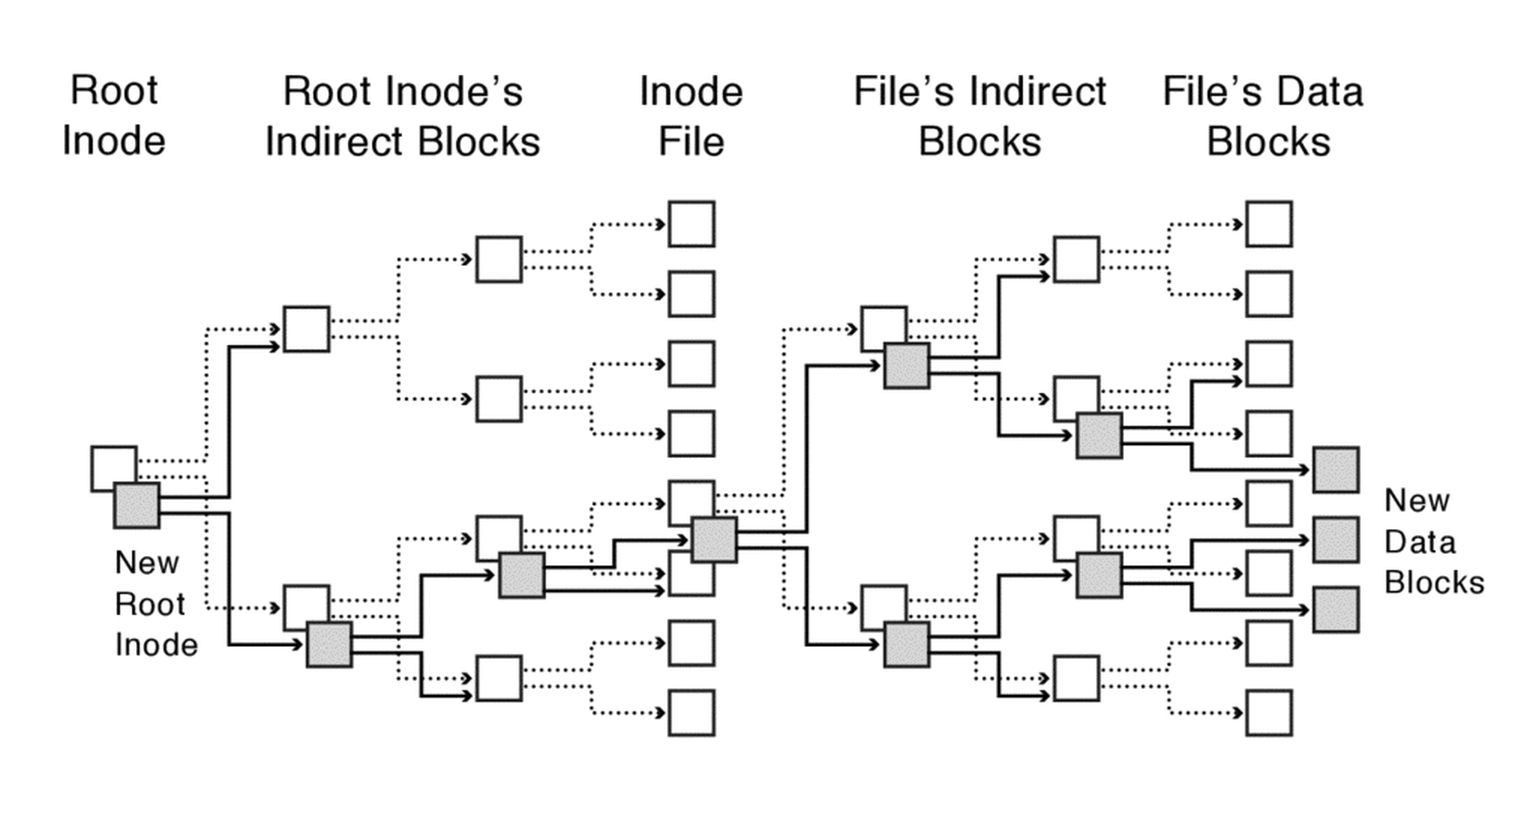 Root
Inode
Root Inode's
Indirect Blocks
Inode
File
File's Indirect
Blocks
File's Data
Blocks
New
Root
Inode
New
Data
Blocks